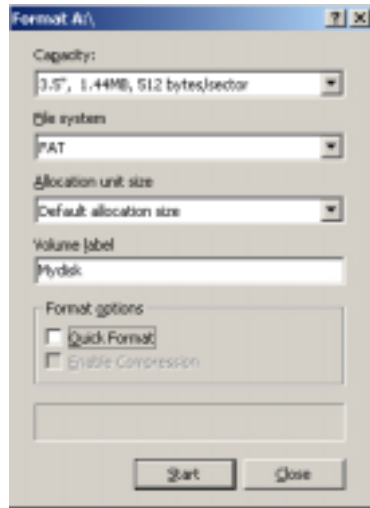 Format A:\
Capacity:
3.5", 1.44MB, 512 bytes/sector
File system
FAT
Allocation unit size
Default allocation size
Volume label
Mydisk
Format options
Quick Format
Enable Compression
Start
Close